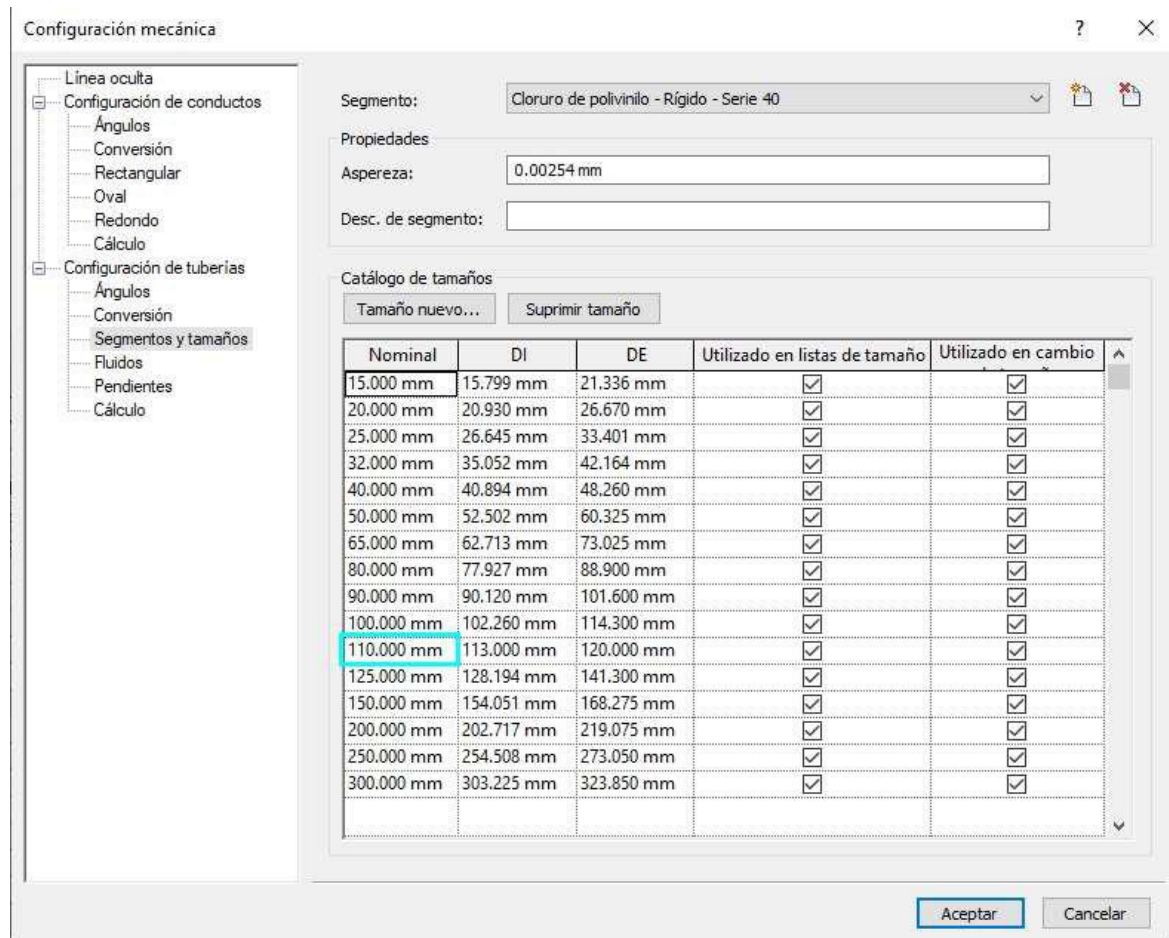 Configuración mecánica
?
Línea oculta
Configuración de conductos
Ángulos
Conversión
Rectangular
Oval
Redondo
Cálculo
Configuración de tuberías
Ángulos
Conversión
Segmentos y tamaños
Fluidos
Pendientes
Cálculo
Segmento: Cloruro de polivinilo - Rígido - Serie 40
Propiedades
Aspereza: 0.00254 mm
Desc. de segmento:
Catálogo de tamaños
Tamaño nuevo... Suprimir tamaño
Nominal DI DE Utilizado en listas de tamaño Utilizado en cambio
15.000 mm 15.799 mm 21.336 mm
20.000 mm 20.930 mm 26.670 mm
25.000 mm 26.645 mm 33.401 mm
32.000 mm 35.052 mm 42.164 mm
40.000 mm 40.894 mm 48.260 mm
50.000 mm 52.502 mm 60.325 mm
65.000 mm 62.713 mm 73.025 mm
80.000 mm 77.927 mm 88.900 mm
90.000 mm 90.120 mm 101.600 mm
100.000 mm 102.260 mm 114.300 mm
110.000 mm 113.000 mm 120.000 mm
125.000 mm 128.194 mm 141.300 mm
150.000 mm 154.051 mm 168.275 mm
200.000 mm 202.717 mm 219.075 mm
250.000 mm 254.508 mm 273.050 mm
300.000 mm 303.225 mm 323.850 mm
Aceptar Cancelar